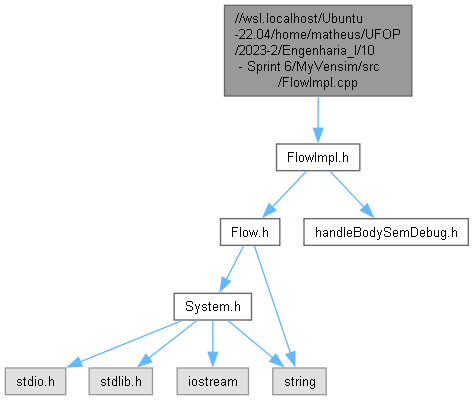 //wsl.localhost/Ubuntu
-22.04/home/matheus/UFOP
/2023-2/Engenharia_I/10
- Sprint 6/MyVensim/src
/FlowImpl.cpp
FlowImpl.h
Flow.h
handleBodySemDebug.h
System.h
stdio.h
stdlib.h
iostream
string